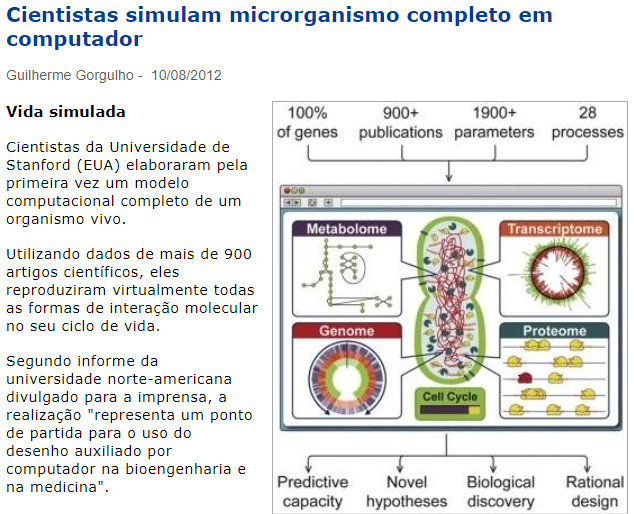 Cientistas simulam microrganismo completo em
computador
Guilherme Gorgulho -  10/08/2012
Vida simulada
Cientistas da Universidade de
Stanford (EUA) elaboraram pela
primeira vez um modelo
computacional completo de um
organismo vivo.
Utilizando dados de mais de 900
artigos científicos, eles
reproduziram virtualmente todas
as formas de interação molecular
no seu ciclo de vida.
Segundo informe da
universidade norte-americana
divulgado para a imprensa, a
realização "representa um ponto
de partida para o uso do
desenho auxiliado por
computador na bioengenharia e
na medicina".
100% 900+ 1900+ 28
of genes publications parameters processes
Metabolome Transcriptome
Genome Proteome
Cell Cycle
Predictive Novel Biological Rational
capacity hypotheses discovery design